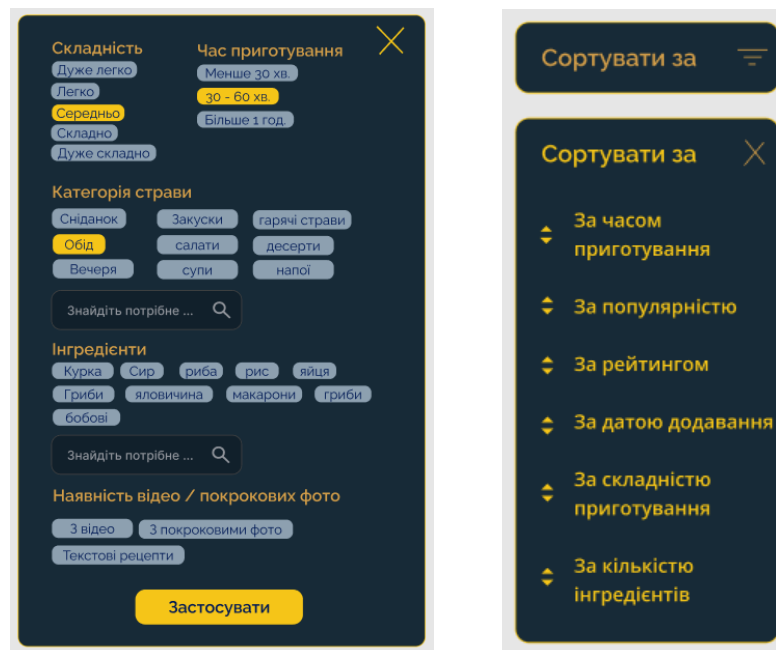 Складність
Дуже легко
Легко
Середньо
Складно
Дуже складно
Час приготування
Менше 30 хв.
30 - 60 хв.
Більше 1 год.
Категорія страви
Сніданок Закуски гарячі страви
Обід салати десерти
Вечеря супи напої
Знайдіть потрібне ...
Інгредієнти
Курка Сир риба рис яйця
Гриби яловичина макарони гриби
бобові
Знайдіть потрібне ...
Наявність відео / покрокових фото
З відео З покроковими фото
Текстові рецепти
Застосувати
Сортувати за
Сортувати за
За часом
приготування
За популярністю
За рейтингом
За датою додавання
За складністю
приготування
За кількістю
інгредієнтів